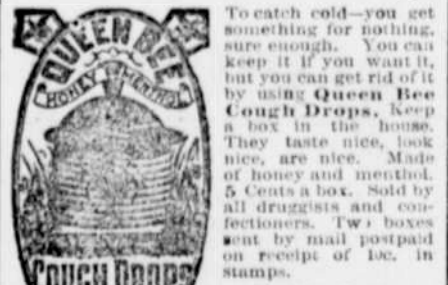 QUEEN BEE
HONEY AND MENTHOL
COUGH DROPS
To catch cold—you get
something for nothing,
sure enough. You can
keep it if you want it,
but you can get rid of it
by using Queen Bee
Cough Drops. Keep
a box in the house.
They taste nice, look
nice, are nice. Made
of honey and menthol.
5 Cents a box. Sold by
all druggists and con-
fectioners. Two boxes
sent by mail postpaid
on receipt of 10c. in
stamps.